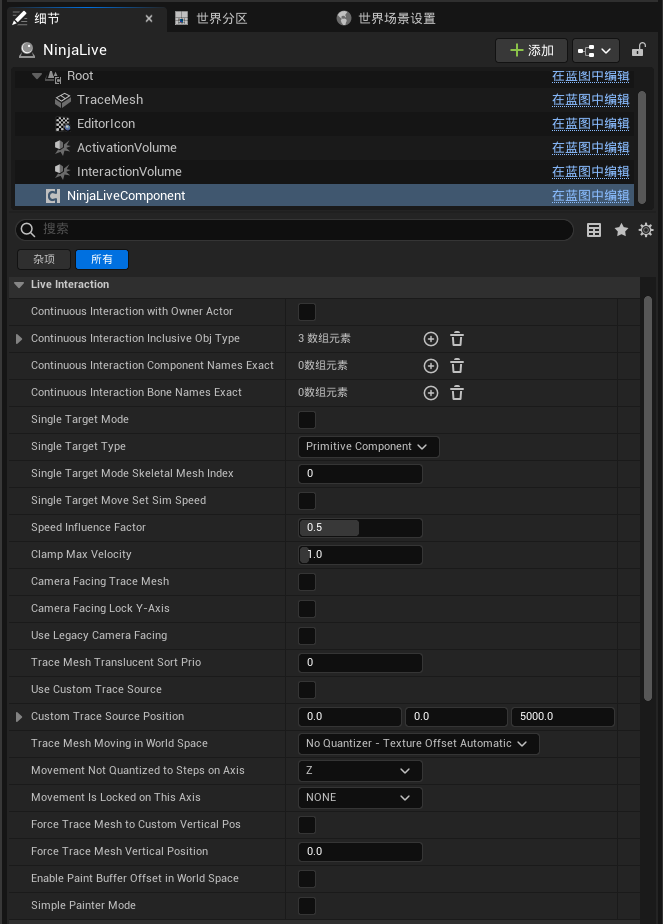 细节 × 世界分区 世界场景设置
NinjaLive 添加
Root 在蓝图中编辑
TraceMesh 在蓝图中编辑
EditorIcon 在蓝图中编辑
ActivationVolume 在蓝图中编辑
InteractionVolume 在蓝图中编辑
NinjaLiveComponent 在蓝图中编辑
搜索
杂项 所有
Live Interaction
Continuous Interaction with Owner Actor
Continuous Interaction Inclusive Obj Type 3 数组元素
Continuous Interaction Component Names Exact 0数组元素
Continuous Interaction Bone Names Exact 0数组元素
Single Target Mode
Single Target Type Primitive Component
Single Target Mode Skeletal Mesh Index 0
Single Target Move Set Sim Speed
Speed Influence Factor 0.5
Clamp Max Velocity 1.0
Camera Facing Trace Mesh
Camera Facing Lock Y-Axis
Use Legacy Camera Facing
Trace Mesh Translucent Sort Prio 0
Use Custom Trace Source
Custom Trace Source Position 0.0 0.0 5000.0
Trace Mesh Moving in World Space No Quantizer - Texture Offset Automatic
Movement Not Quantized to Steps on Axis Z
Movement Is Locked on This Axis NONE
Force Trace Mesh to Custom Vertical Pos
Force Trace Mesh Vertical Position 0.0
Enable Paint Buffer Offset in World Space
Simple Painter Mode